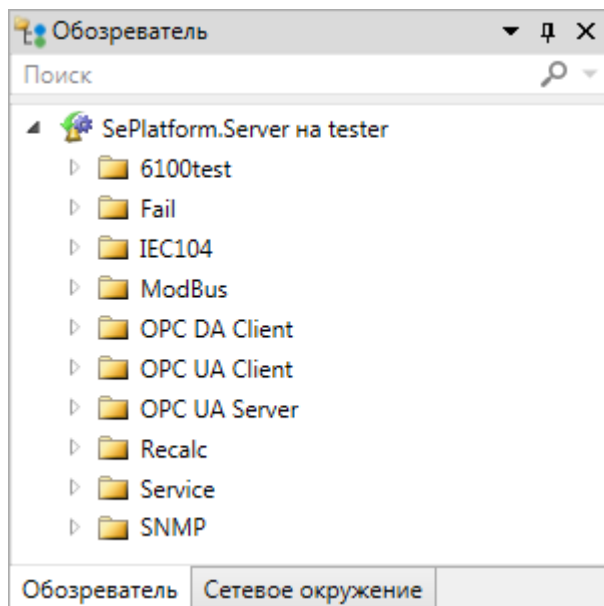 Обозреватель
Поиск
SePlatform.Server на tester
6100test
Fail
IEC104
ModBus
OPC DA Client
OPC UA Client
OPC UA Server
Recalc
Service
SNMP
Обозреватель Сетевое окружение